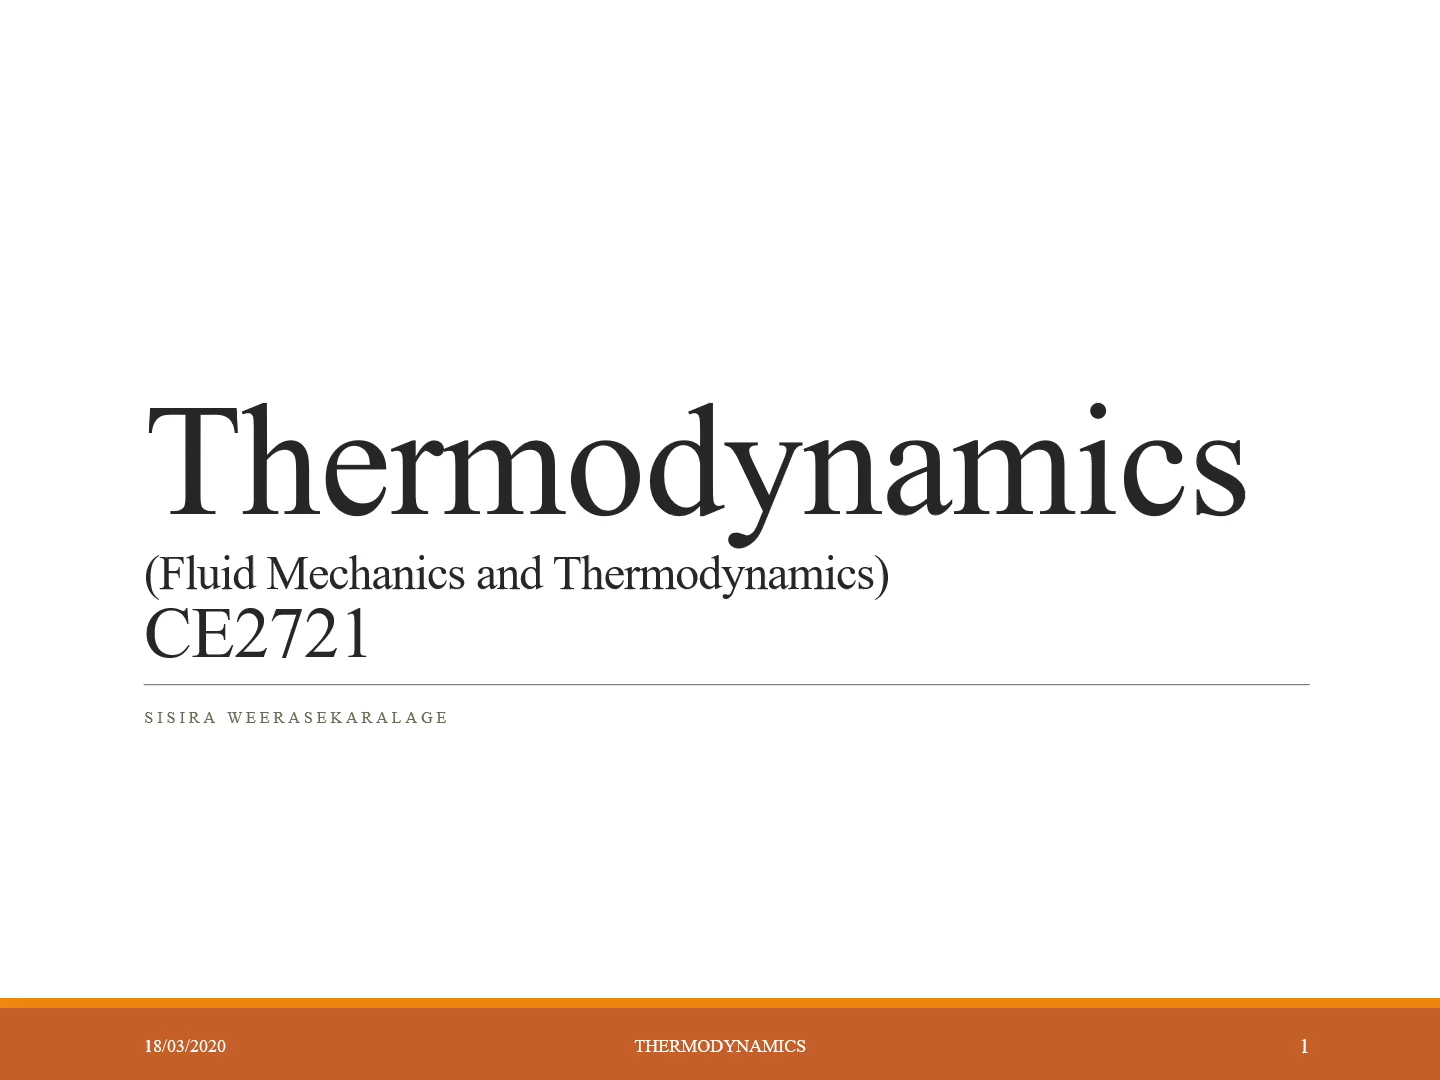 Thermodynamics
(Fluid Mechanics and Thermodynamics)
CE2721
SISIRA WEERASEKARALAGE
18/03/2020 THERMODYNAMICS 1